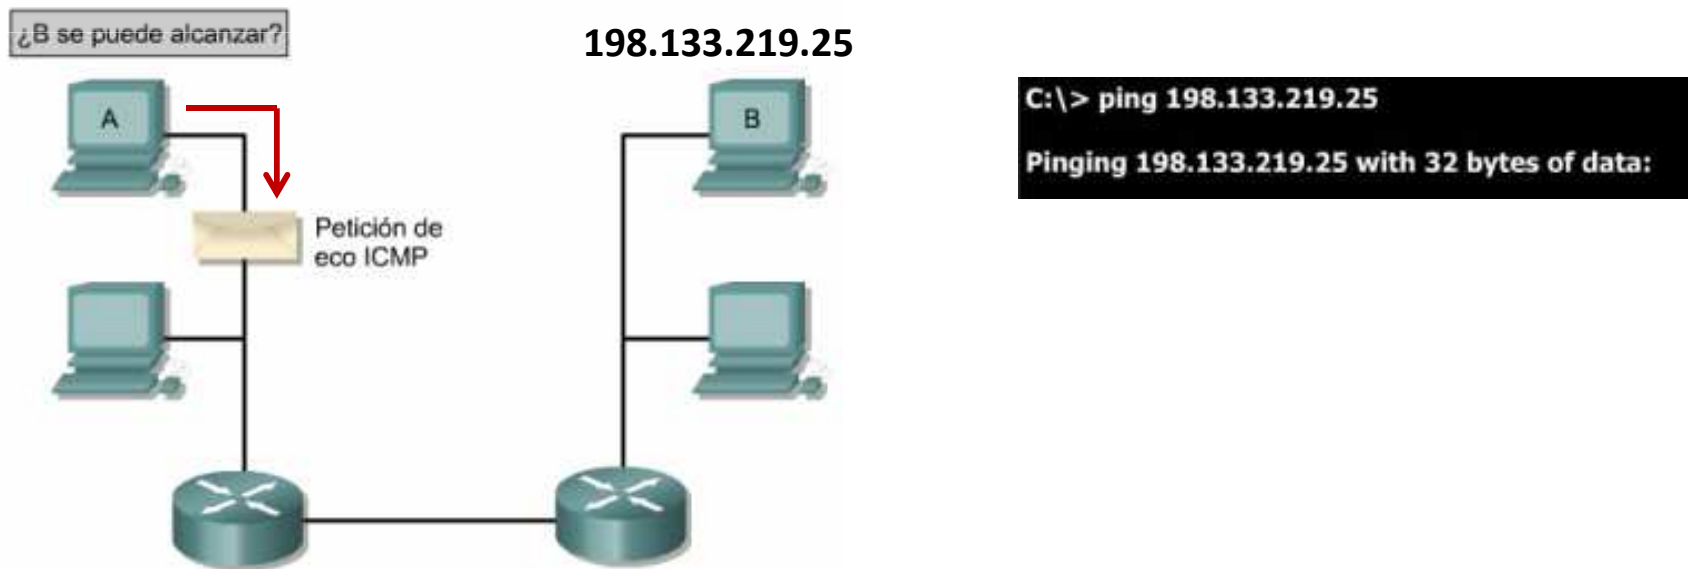 ¿B se puede alcanzar?
198.133.219.25
A
B
Petición de
eco ICMP
C:\> ping 198.133.219.25
Pinging 198.133.219.25 with 32 bytes of data: